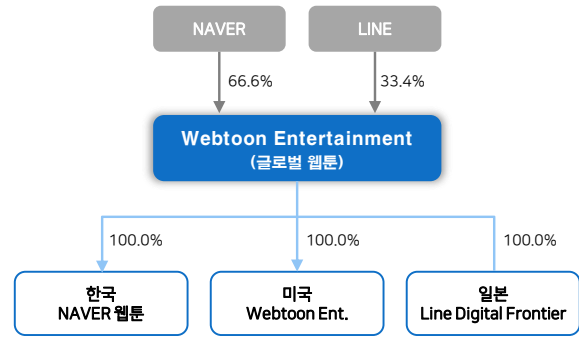 NAVER
LINE
66.6%
33.4%
Webtoon Entertainment
(글로벌 웹툰)
100.0%
100.0%
100.0%
한국
NAVER 웹툰
미국
Webtoon Ent.
일본
Line Digital Frontier